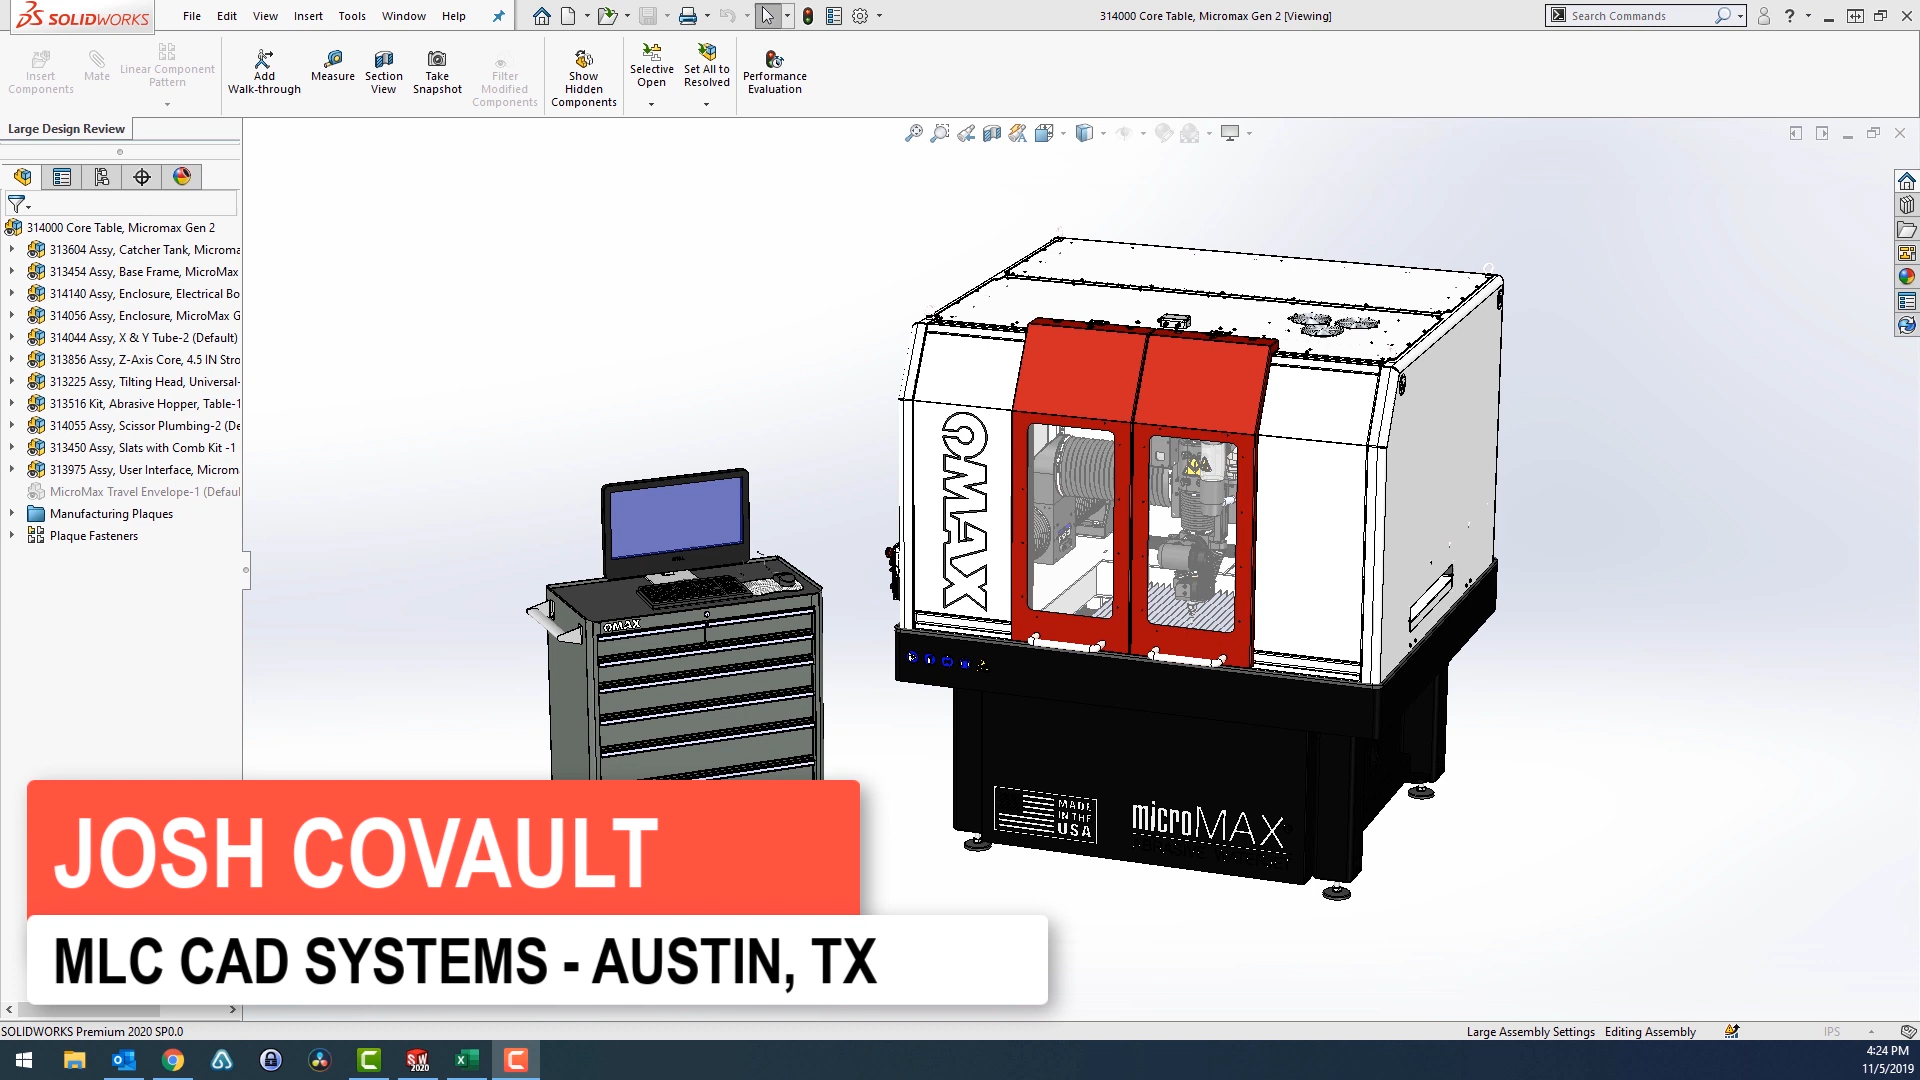 SOLIDWORKS
File Edit View Insert Tools Window Help
314000 Core Table, Micromax Gen 2 [Viewing]
Search Commands
Insert Components
Mate
Linear Component Pattern
Add Walk-through
Measure
Section View
Take Snapshot
Filter Modified Components
Show Hidden Components
Selective Open
Set All to Resolved
Performance Evaluation
Large Design Review
314000 Core Table, Micromax Gen 2
313604 Assy, Catcher Tank, Microma
313454 Assy, Base Frame, MicroMax
314140 Assy, Enclosure, Electrical Bo
314056 Assy, Enclosure, MicroMax G
314044 Assy, X & Y Tube-2 (Default)
313856 Assy, Z-Axis Core, 4.5 IN Stro
313225 Assy, Tilting Head, Universal-
313516 Kit, Abrasive Hopper, Table-1
314055 Assy, Scissor Plumbing-2 (De
313450 Assy, Slats with Comb Kit -1
313975 Assy, User Interface, Microm
MicroMax Travel Envelope-1 (Defaul
Manufacturing Plaques
Plaque Fasteners
OMAX
OMAX
MADE
IN THE
USA
microMAX
JOSH COVAULT
MLC CAD SYSTEMS - AUSTIN, TX
SOLIDWORKS Premium 2020 SP0.0
Large Assembly Settings
Editing Assembly
IPS
SW
2020
4:24 PM
11/5/2019